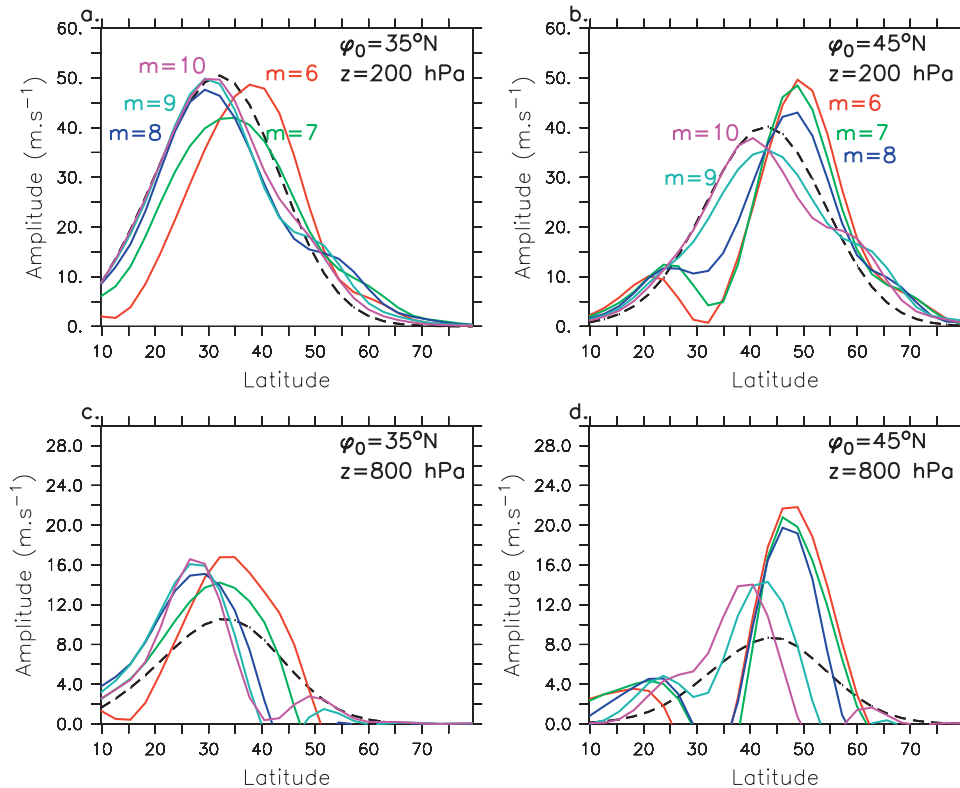 a.
60.
50.
40.
30.
20.
10.
0.
Amplitude (m.s⁻¹)
φ₀=35°N
z=200 hPa
m=10
m=6
m=9
m=8
m=7
10 20 30 40 50 60 70
Latitude
b.
60.
50.
40.
30.
20.
10.
0.
Amplitude (m.s⁻¹)
φ₀=45°N
z=200 hPa
m=6
m=10
m=7
m=8
m=9
10 20 30 40 50 60 70
Latitude
c.
28.0
24.0
20.0
16.0
12.0
8.0
4.0
0.0
Amplitude (m.s⁻¹)
φ₀=35°N
z=800 hPa
10 20 30 40 50 60 70
Latitude
d.
28.0
24.0
20.0
16.0
12.0
8.0
4.0
0.0
Amplitude (m.s⁻¹)
φ₀=45°N
z=800 hPa
10 20 30 40 50 60 70
Latitude